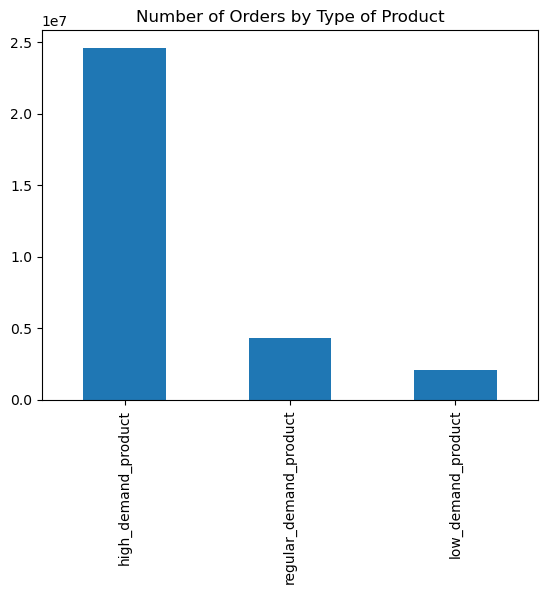 Number of Orders by Type of Product
1e7
2.5
2.0
1.5
1.0
0.5
0.0
high_demand_product
regular_demand_product
low_demand_product